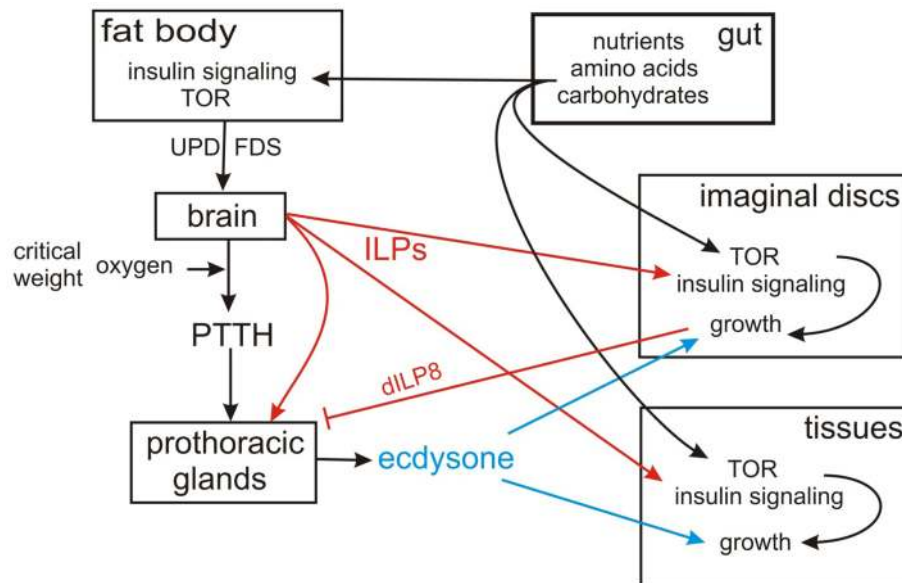 fat body
insulin signaling
TOR
gut
nutrients
amino acids
carbohydrates
UPD FDS
brain
imaginal discs
ILPs
TOR
insulin signaling
growth
critical
weight
oxygen
PTTH
dILP8
prothoracic
glands
ecdysone
tissues
TOR
insulin signaling
growth